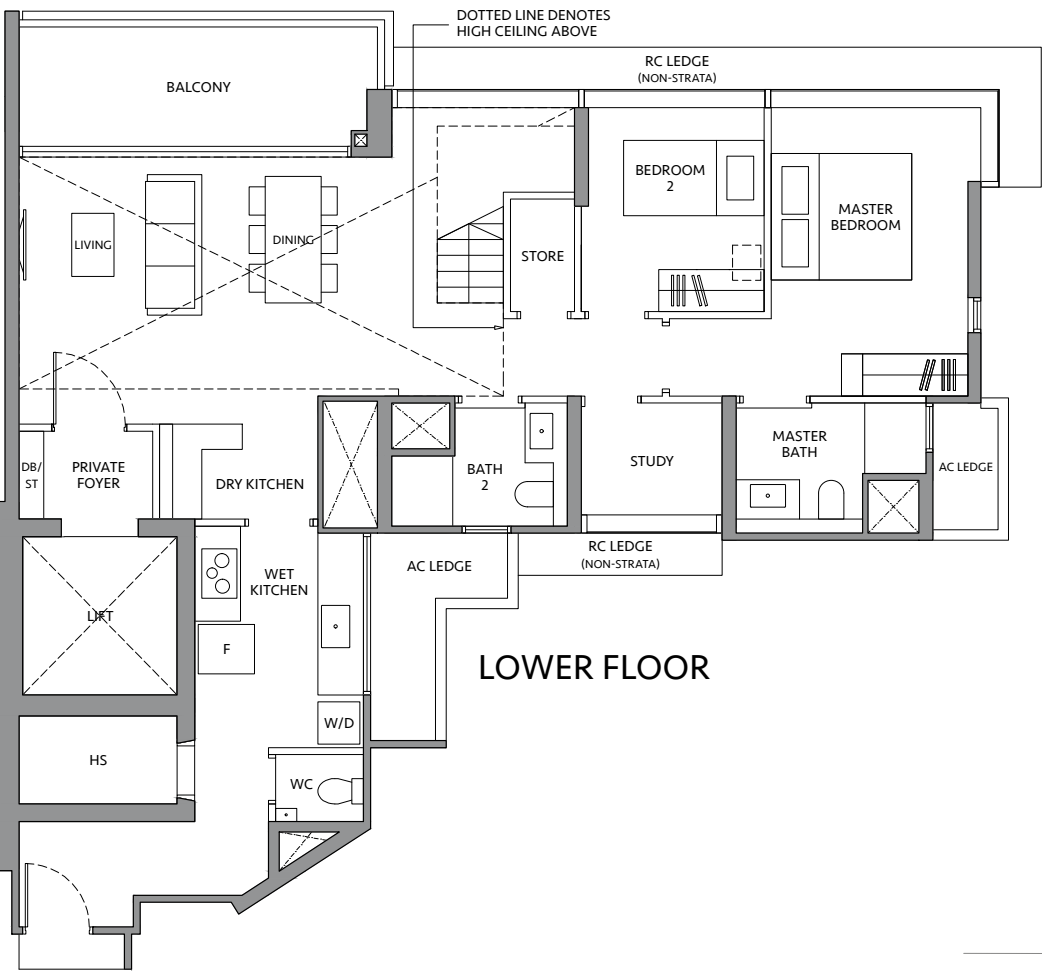 DOTTED LINE DENOTES
HIGH CEILING ABOVE
RC LEDGE
(NON-STRATA)
BALCONY
BEDROOM
2
MASTER
BEDROOM
LIVING
DINING
STORE
DB/
ST
PRIVATE
FOYER
DRY KITCHEN
BATH
2
STUDY
MASTER
BATH
AC LEDGE
RC LEDGE
(NON-STRATA)
AC LEDGE
WET
KITCHEN
LIFT
F
LOWER FLOOR
W/D
HS
WC